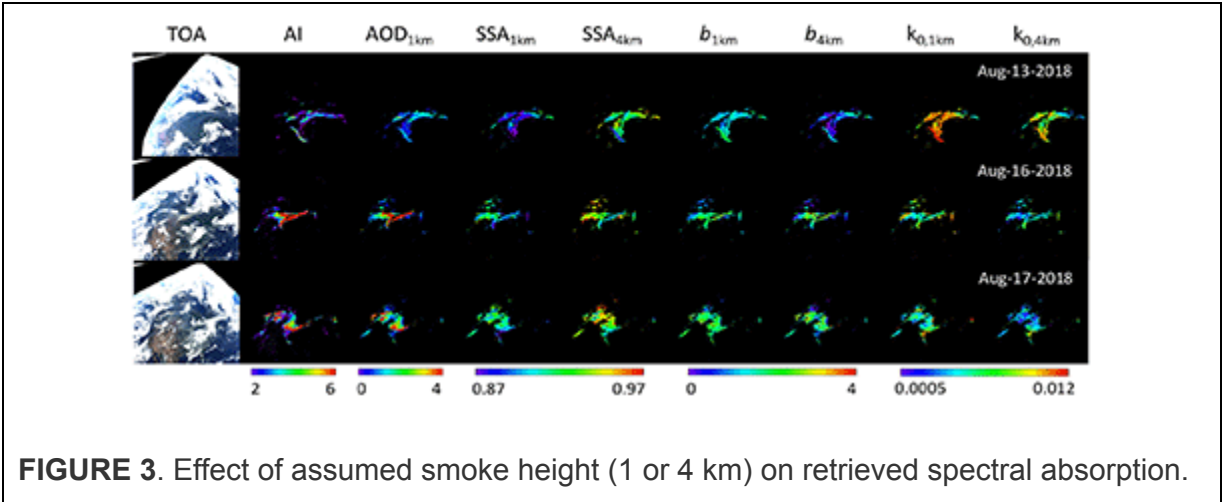 TOA AI AOD1km SSA1km SSA4km b1km b4km k0,1km k0,4km
Aug-13-2018
Aug-16-2018
Aug-17-2018
2 6 0 4 0.87 0.97 0 4 0.0005 0.012
FIGURE 3. Effect of assumed smoke height (1 or 4 km) on retrieved spectral absorption.